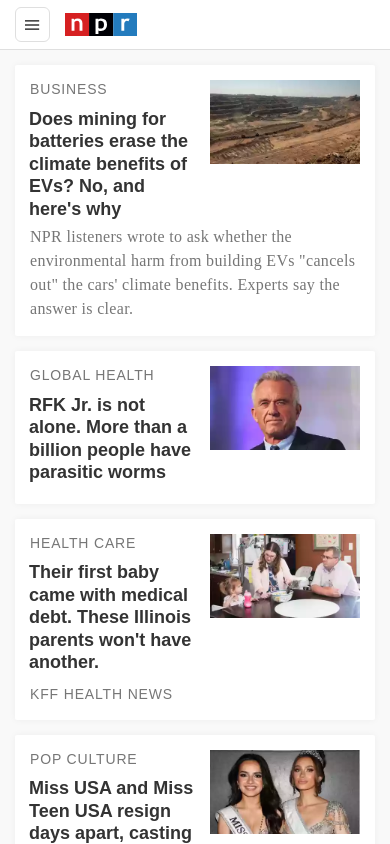 npr
BUSINESS
Does mining for
batteries erase the
climate benefits of
EVs? No, and
here's why
NPR listeners wrote to ask whether the
environmental harm from building EVs "cancels
out" the cars' climate benefits. Experts say the
answer is clear.
GLOBAL HEALTH
RFK Jr. is not
alone. More than a
billion people have
parasitic worms
HEALTH CARE
Their first baby
came with medical
debt. These Illinois
parents won't have
another.
KFF HEALTH NEWS
POP CULTURE
Miss USA and Miss
Teen USA resign
days apart, casting